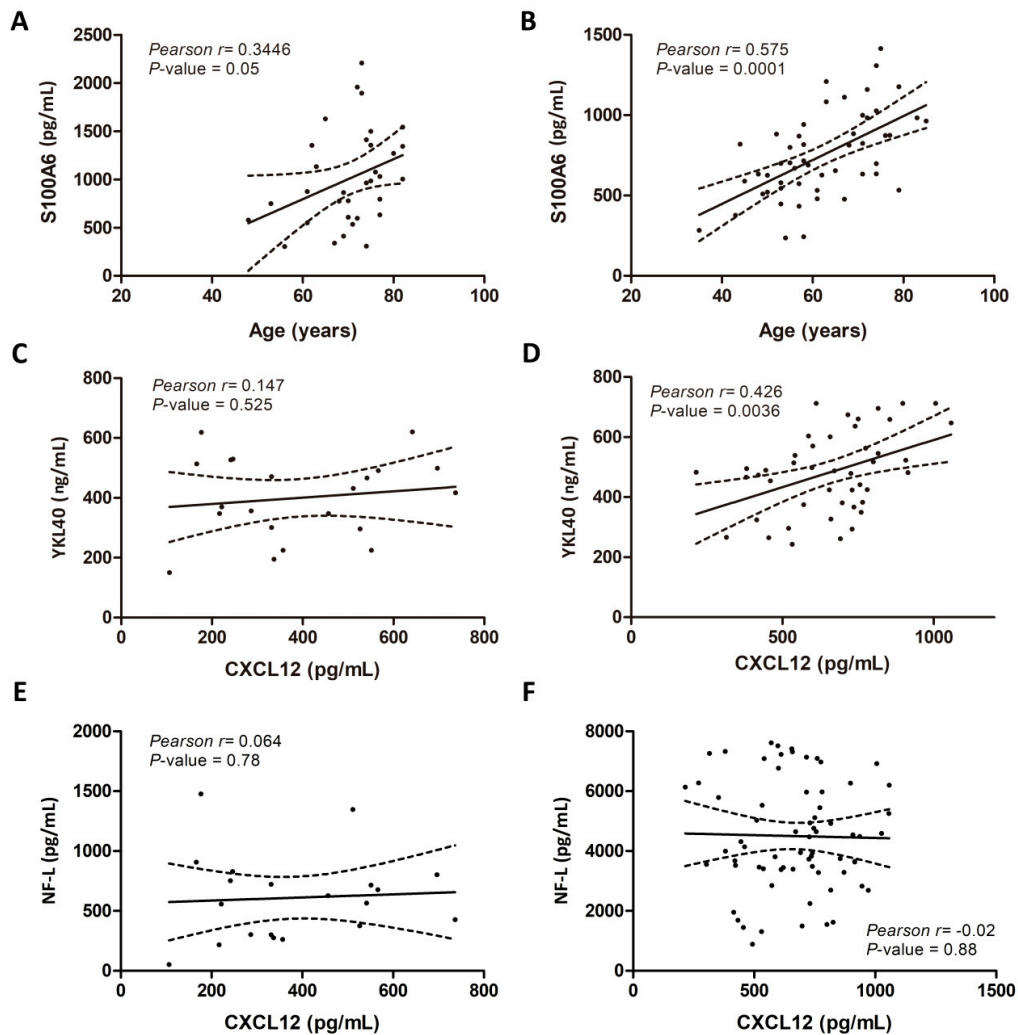 A
Pearson r= 0.3446
P-value = 0.05
S100A6 (pg/mL)
2500
2000
1500
1000
500
0
20
40
60
80
100
Age (years)
B
Pearson r= 0.575
P-value = 0.0001
S100A6 (pg/mL)
1500
1000
500
0
20
40
60
80
100
Age (years)
C
Pearson r= 0.147
P-value = 0.525
YKL40 (ng/mL)
800
600
400
200
0
0
200
400
600
800
CXCL12 (pg/mL)
D
Pearson r= 0.426
P-value = 0.0036
YKL40 (ng/mL)
800
600
400
200
0
0
500
1000
CXCL12 (pg/mL)
E
Pearson r= 0.064
P-value = 0.78
NF-L (pg/mL)
2000
1500
1000
500
0
0
200
400
600
800
CXCL12 (pg/mL)
F
NF-L (pg/mL)
8000
6000
4000
2000
0
Pearson r= -0.02
P-value = 0.88
0
500
1000
1500
CXCL12 (pg/mL)